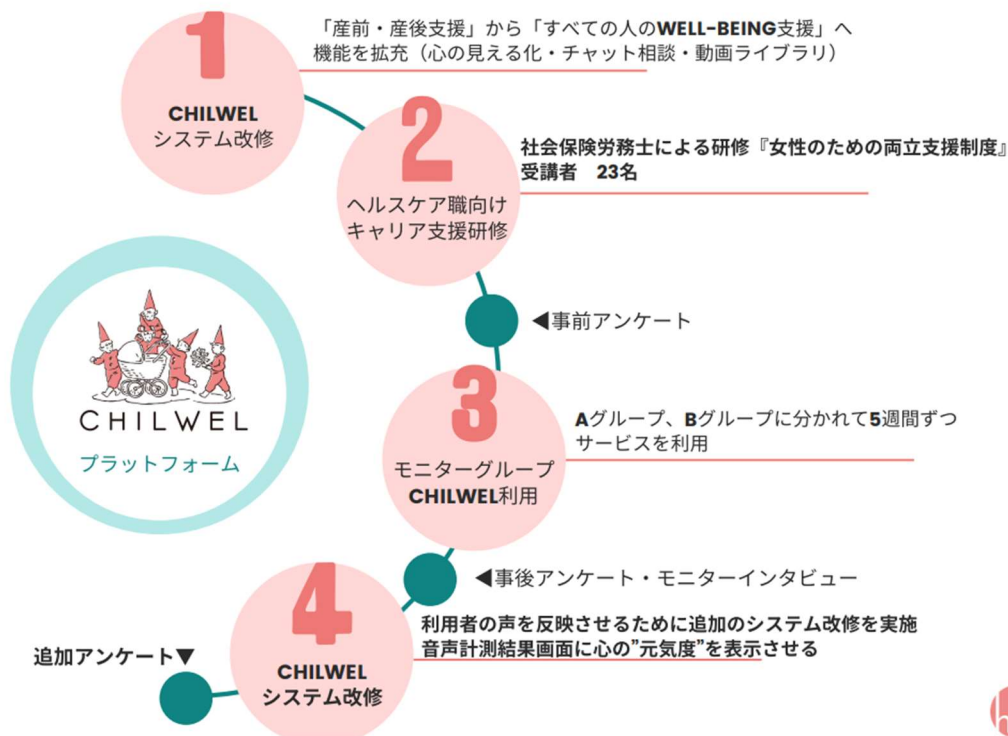 1
「産前・産後支援」から「すべての人のWELL-BEING支援」へ
機能を拡充（心の見える化・チャット相談・動画ライブラリ）
CHILWEL
システム改修
2
社会保険労務士による研修『女性のための両立支援制度』
受講者　23名
ヘルスケア職向け
キャリア支援研修
◀事前アンケート
CHILWEL
プラットフォーム
3
Aグループ、Bグループに分かれて5週間ずつ
サービスを利用
モニターグループ
CHILWEL利用
◀事後アンケート・モニターインタビュー
4
利用者の声を反映させるために追加のシステム改修を実施
音声計測結果画面に心の”元気度”を表示させる
CHILWEL
システム改修
追加アンケート▼